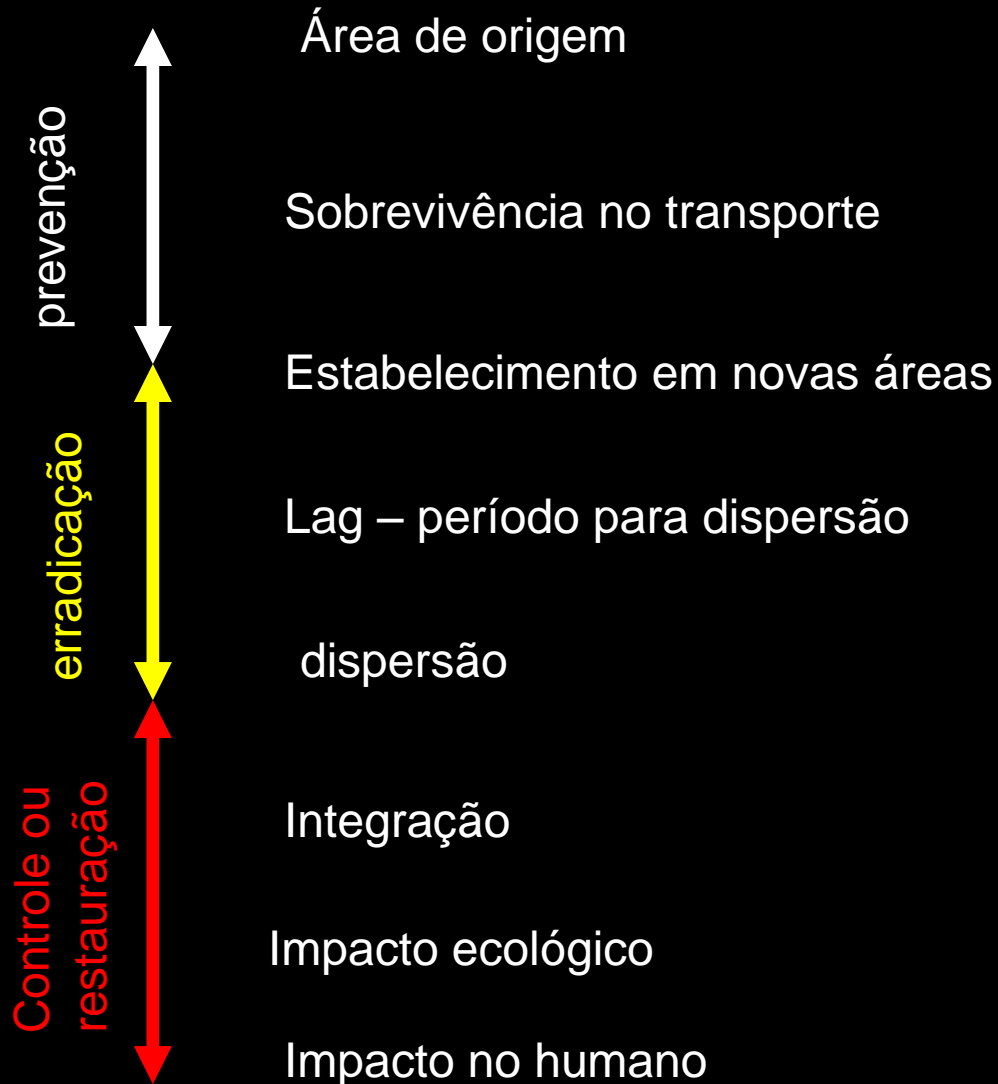 Área de origem
prevenção
Sobrevivência no transporte
Estabelecimento em novas áreas
erradicação
Lag – período para dispersão
dispersão
Controle ou
restauração
Integração
Impacto ecológico
Impacto no humano